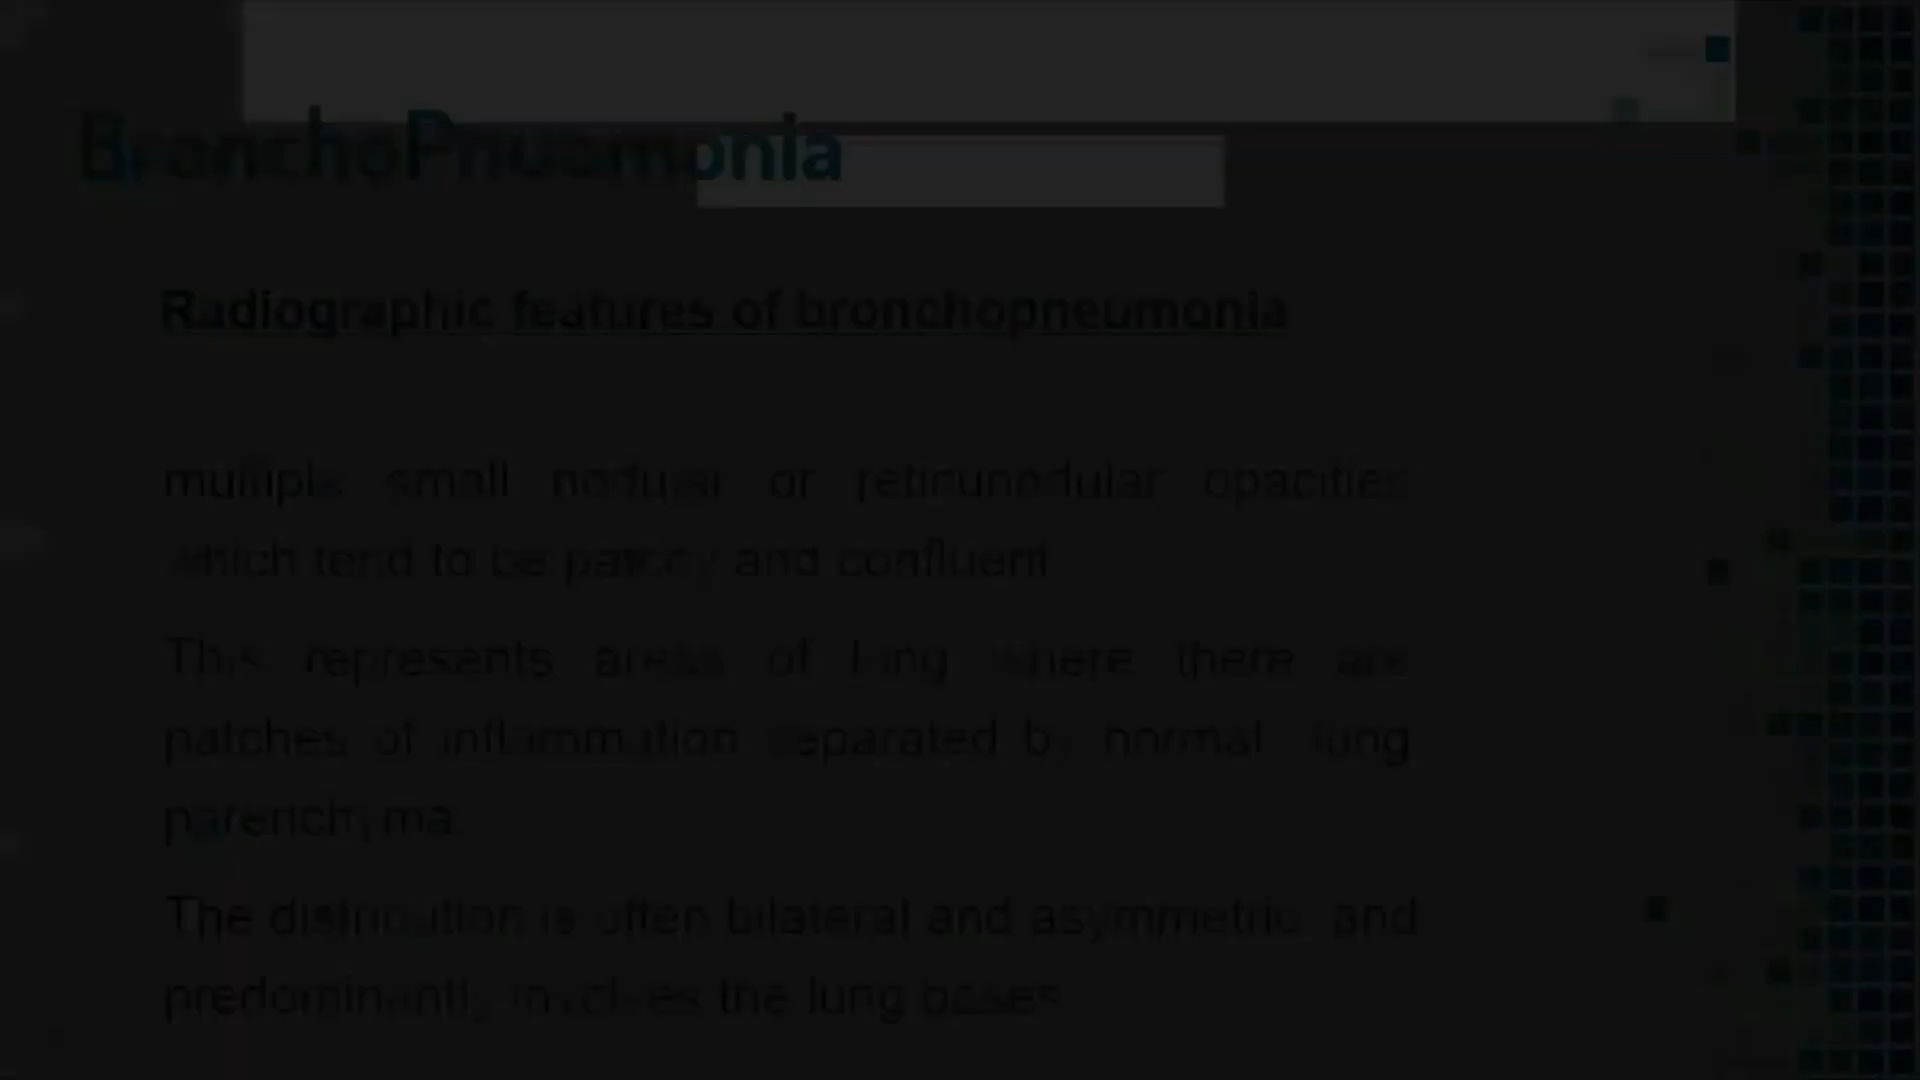 BronchoPnuomonia
Radiographic features of bronchopneumonia
multiple small nodular or reticunodular opacities
which tend to be patchy and confluent
This represents areas of lung where there are
patches of inflammation separated by normal lung
parenchyma
The distribution is often bilateral and asymmetric and
predominantly involves the lung bases